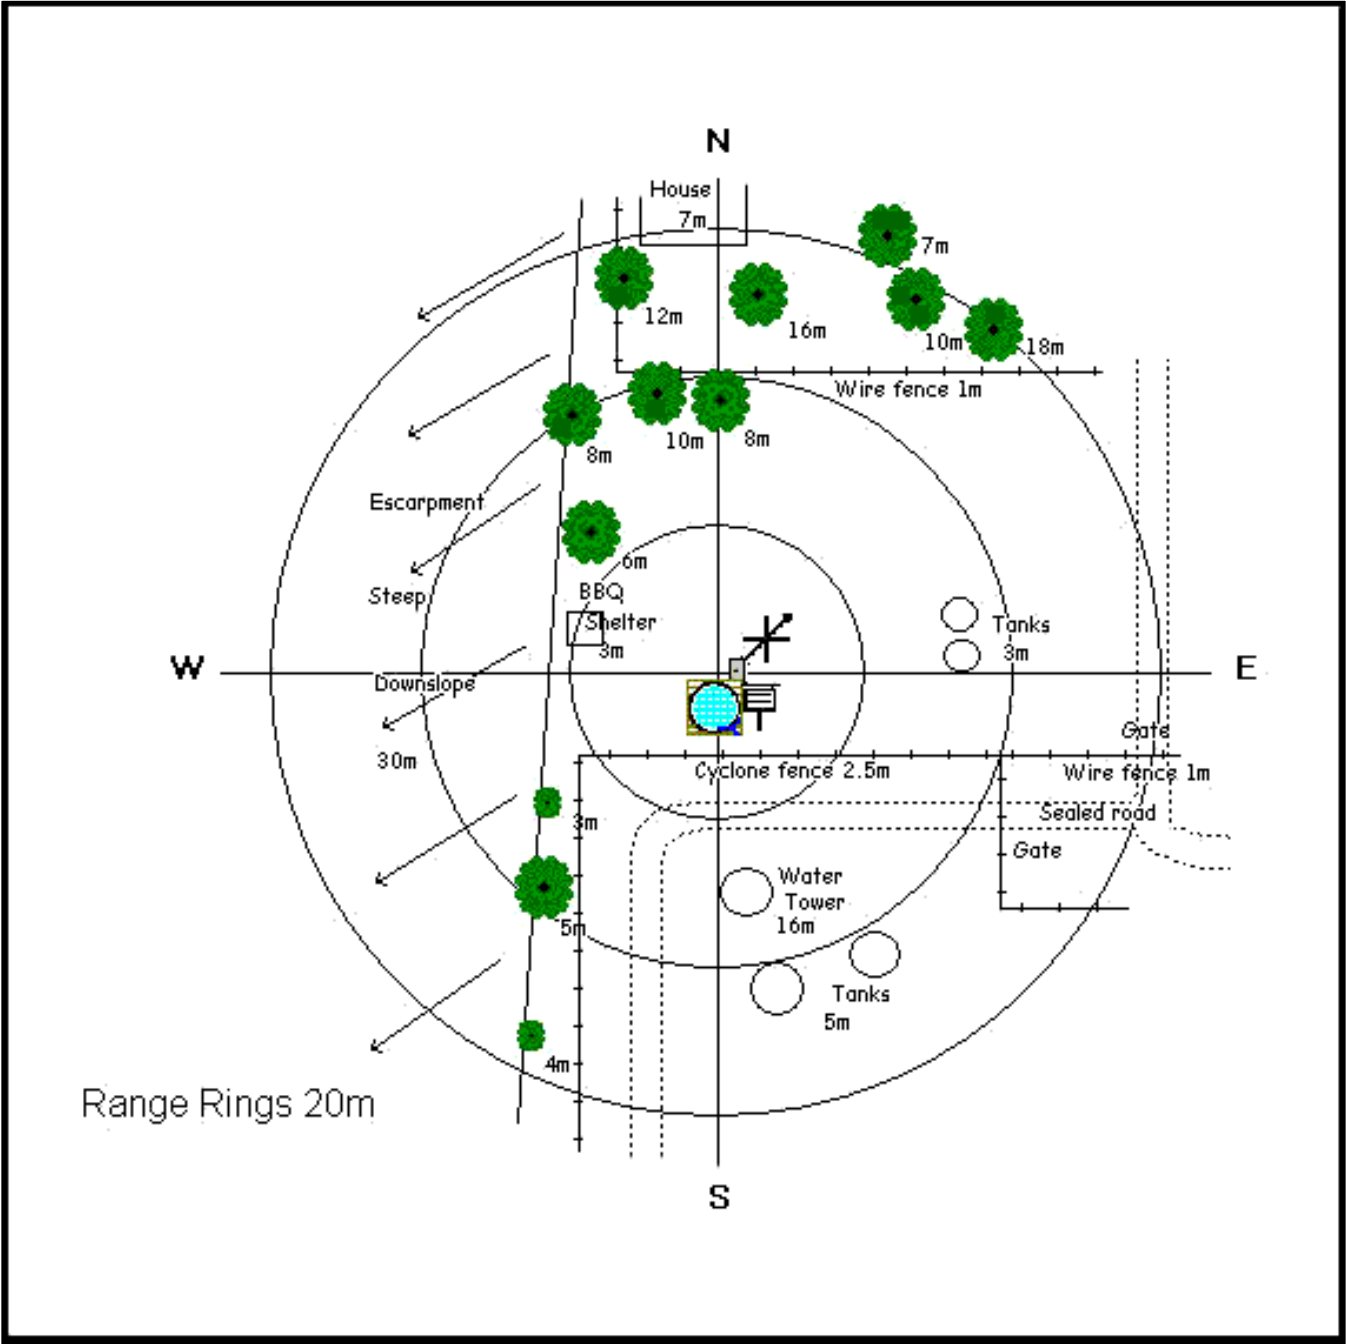 N
House
7m
7m
12m
16m
10m
18m
Wire fence 1m
10m
8m
8m
Escarpment
6m
BBQ
Steep
Shelter
Tanks
3m
3m
W
E
Downslope
Gate
30m
Cyclone fence 2.5m
Wire fence 1m
3m
Sealed road
Gate
Water
Tower
16m
5m
Tanks
5m
4m
Range Rings 20m
S